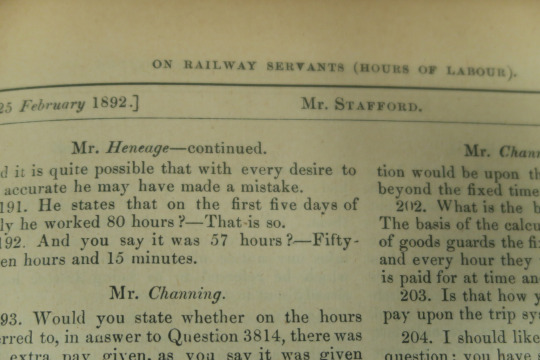 ON RAILWAY SERVANTS (HOURS OF LABOUR).
25 February 1892.]
Mr. STAFFORD.
Mr. Heneage—continued.
d it is quite possible that with every desire to
accurate he may have made a mistake.
191. He states that on the first five days of
ly he worked 80 hours?—That is so.
192. And you say it was 57 hours?—Fifty-
en hours and 15 minutes.
Mr. Channing.
93. Would you state whether on the hours
rred to, in answer to Question 3814, there was
extra pay given, as you say it was given
Mr. Chann
tion would be upon th
beyond the fixed time
202. What is the b
The basis of the calcu
of goods guards the fix
and every hour they
is paid for at time an
203. Is that how y
pay upon the trip sy
204. I should like
question: you have